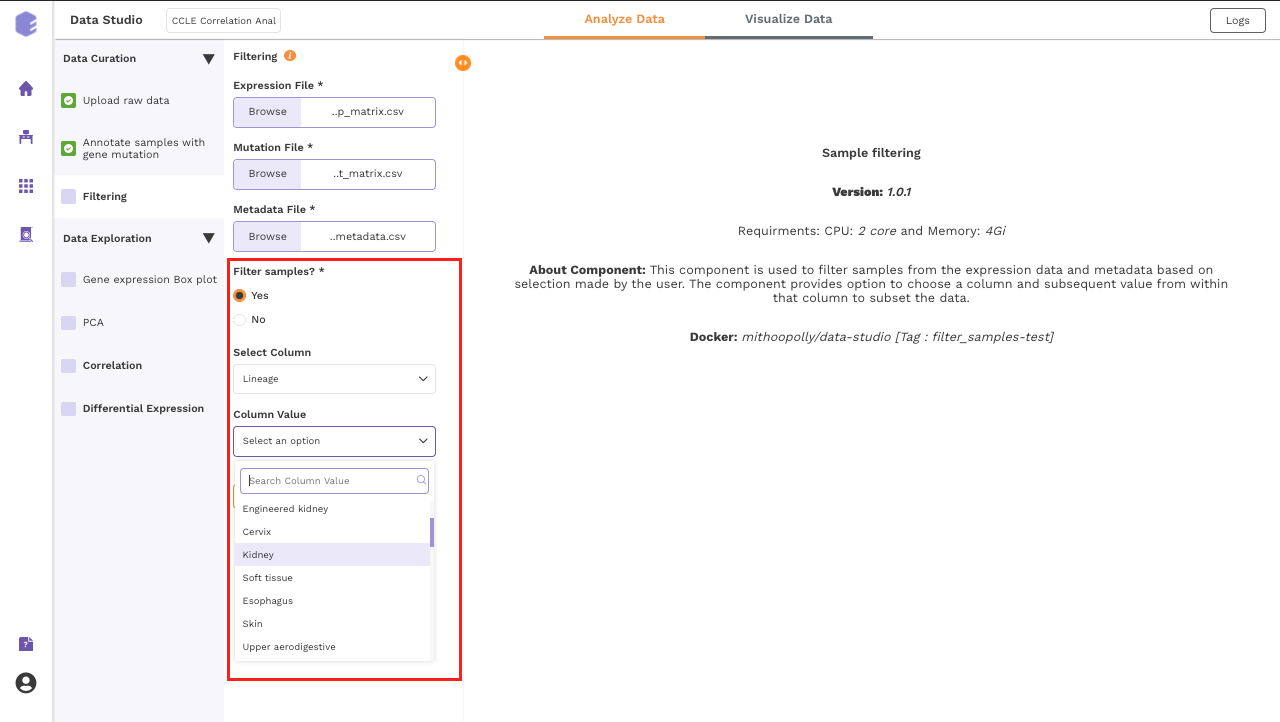 Data Studio
CCLE Correlation Anal
Analyze Data
Visualize Data
Logs
Data Curation
Upload raw data
Annotate samples with
gene mutation
Filtering
Data Exploration
Gene expression Box plot
PCA
Correlation
Differential Expression
Filtering
Expression File *
Browse
..p_matrix.csv
Mutation File *
Browse
..t_matrix.csv
Metadata File *
Browse
..metadata.csv
Filter samples? *
Yes
No
Select Column
Lineage
Column Value
Select an option
Search Column Value
Engineered kidney
Cervix
Kidney
Soft tissue
Esophagus
Skin
Upper aerodigestive
Sample filtering
Version: 1.0.1
Requirments: CPU: 2 core and Memory: 4Gi
About Component: This component is used to filter samples from the expression data and metadata based on
selection made by the user. The component provides option to choose a column and subsequent value from within
that column to subset the data.
Docker: mithoopolly/data-studio [Tag : filter_samples-test]